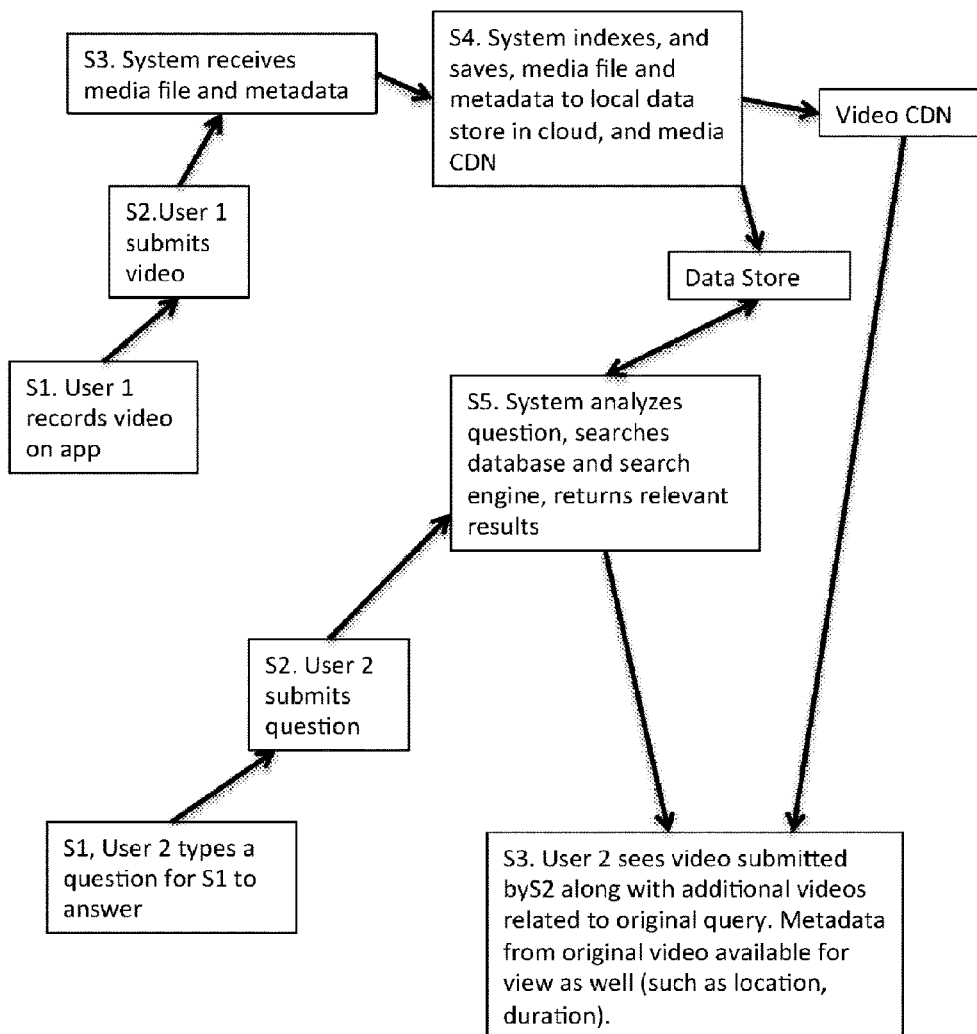 S3. System receives
media file and metadata
S4. System indexes, and
saves, media file and
metadata to local data
store in cloud, and media
CDN
Video CDN
S2.User 1
submits
video
Data Store
S1. User 1
records video
on app
S5. System analyzes
question, searches
database and search
engine, returns relevant
results
S2. User 2
submits
question
S1, User 2 types a
question for S1 to
answer
S3. User 2 sees video submitted
byS2 along with additional videos
related to original query. Metadata
from original video available for
view as well (such as location,
duration).